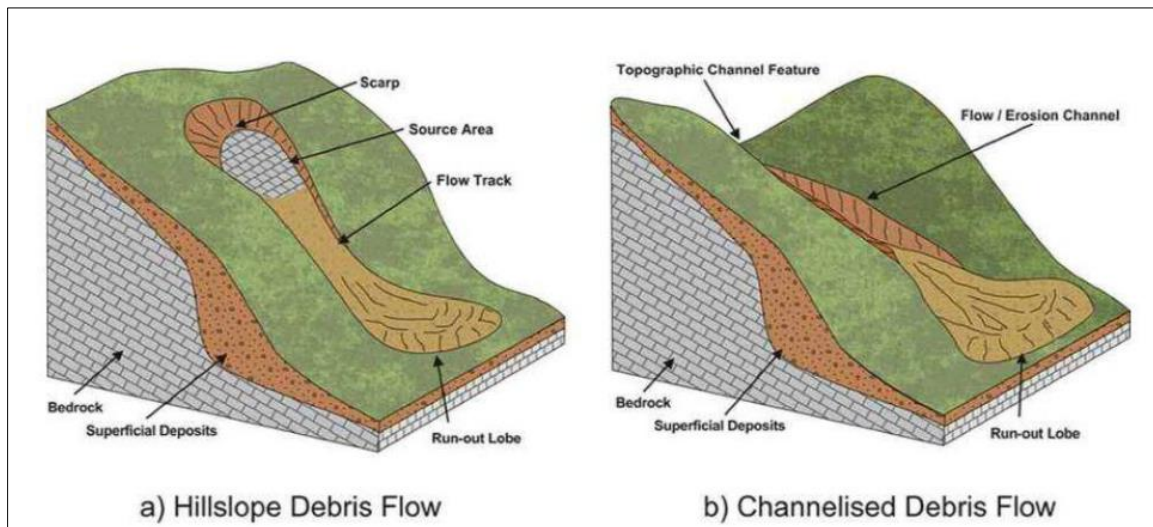 Scarp
Source Area
Flow Track
Bedrock
Superficial Deposits
Run-out Lobe
a) Hillslope Debris Flow
Topographic Channel Feature
Flow / Erosion Channel
Bedrock
Superficial Deposits
Run-out Lobe
b) Channelised Debris Flow